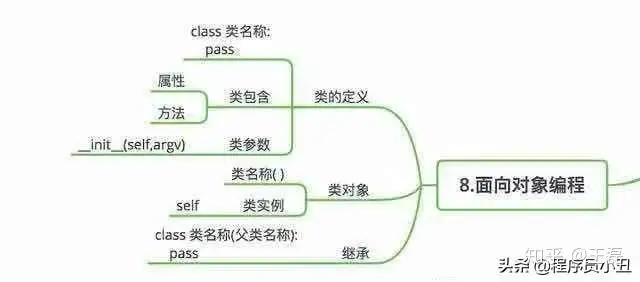 class 类名称:
pass
属性
类包含
类的定义
方法
__init__(self,argv)
类参数
8.面向对象编程
类名称( )
类对象
self
类实例
class 类名称(父类名称):
pass
继承
知乎 @王磊
头条 @程序员小丑